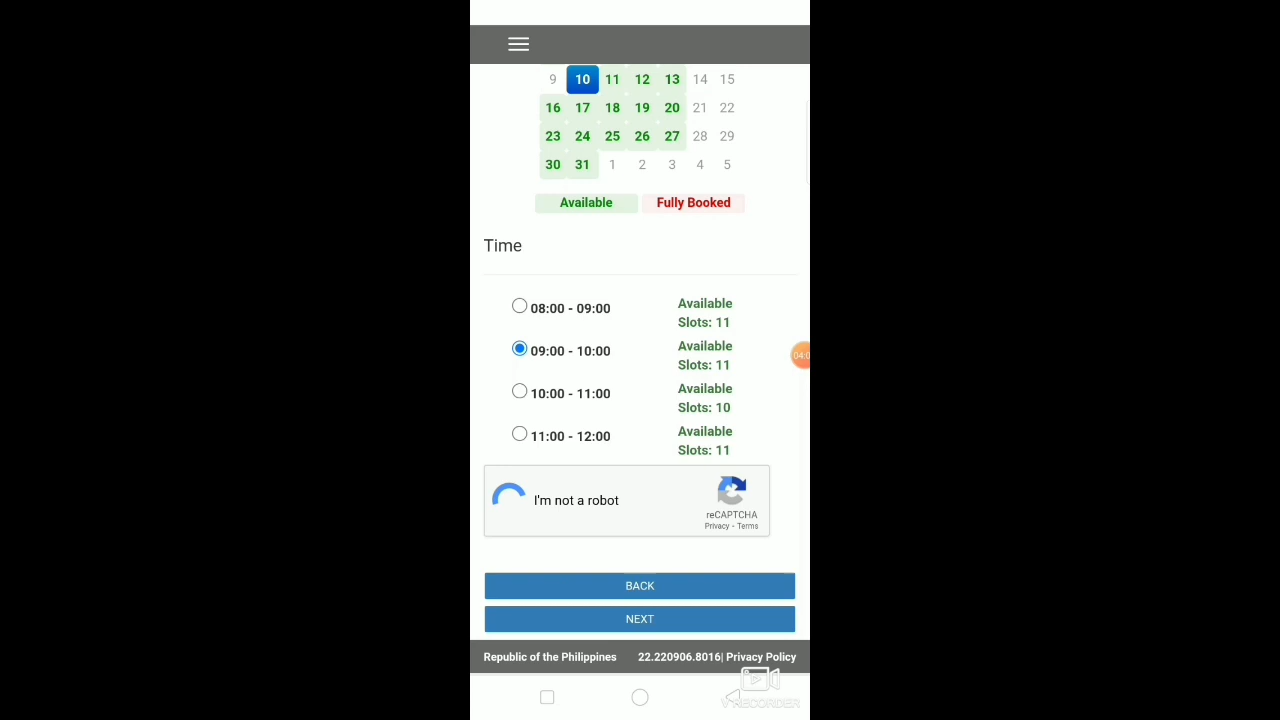 9 10 11 12 13 14 15
16 17 18 19 20 21 22
23 24 25 26 27 28 29
30 31 1 2 3 4 5
Available Fully Booked
Time
08:00 - 09:00 Available
Slots: 11
09:00 - 10:00 Available
Slots: 11
10:00 - 11:00 Available
Slots: 10
11:00 - 12:00 Available
Slots: 11
04:0
I'm not a robot
reCAPTCHA
Privacy - Terms
BACK
NEXT
Republic of the Philippines 22.220906.8016| Privacy Policy
V RECORDER